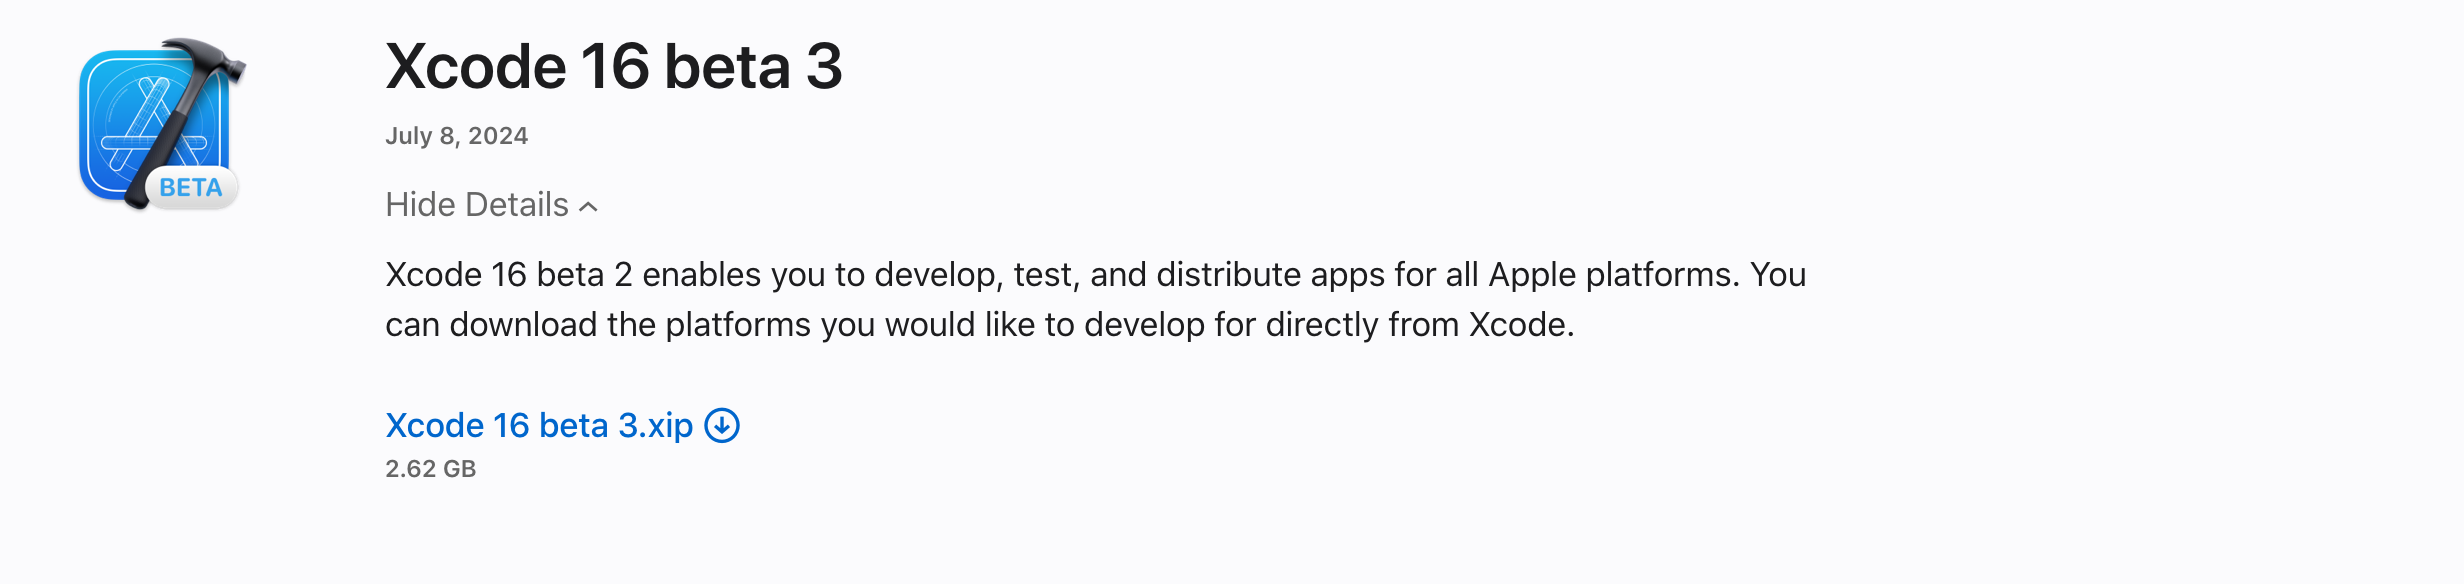 BETA
Xcode 16 beta 3
July 8, 2024
Hide Details
Xcode 16 beta 2 enables you to develop, test, and distribute apps for all Apple platforms. You
can download the platforms you would like to develop for directly from Xcode.
Xcode 16 beta 3.xip
2.62 GB